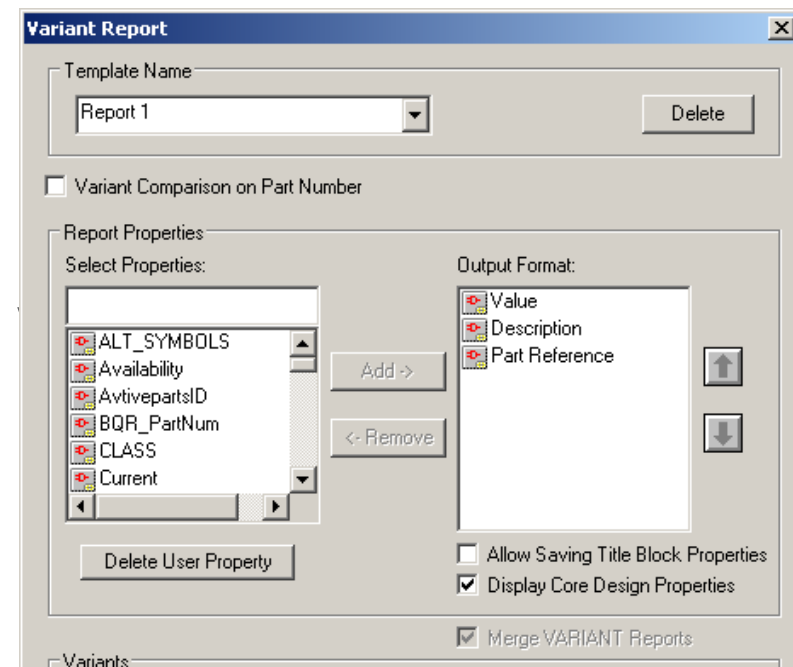 Variant Report
Template Name
Report 1
Delete
Variant Comparison on Part Number
Report Properties
Select Properties:
Output Format:
ALT_SYMBOLS
Availability
AvtivepartsID
BQR_PartNum
CLASS
Current
Add ->
<- Remove
Value
Description
Part Reference
Delete User Property
Allow Saving Title Block Properties
Display Core Design Properties
Merge VARIANT Reports
Variants